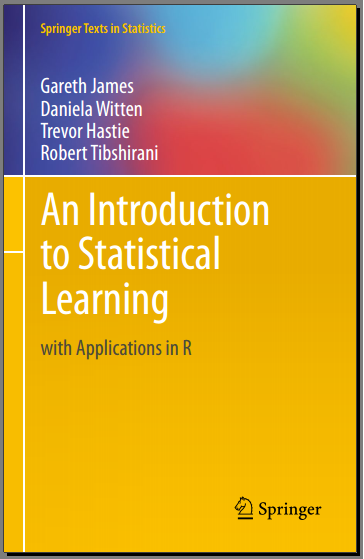 Springer Texts in Statistics
Gareth James
Daniela Witten
Trevor Hastie
Robert Tibshirani
An Introduction
to Statistical
Learning
with Applications in R
Springer